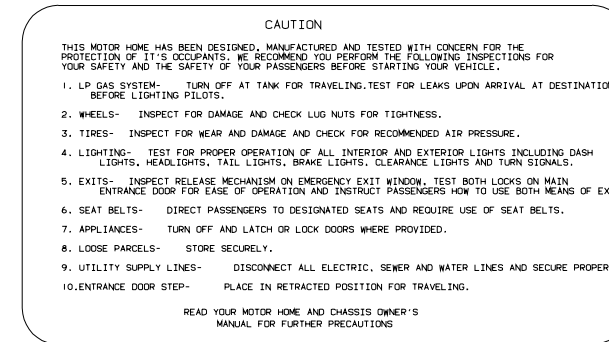 CAUTION
THIS MOTOR HOME HAS BEEN DESIGNED, MANUFACTURED AND TESTED WITH CONCERN FOR THE
PROTECTION OF IT'S OCCUPANTS. WE RECOMMEND YOU PERFORM THE FOLLOWING INSPECTIONS FOR
YOUR SAFETY AND THE SAFETY OF YOUR PASSENGERS BEFORE STARTING YOUR VEHICLE.
1. LP GAS SYSTEM- TURN OFF AT TANK FOR TRAVELING.TEST FOR LEAKS UPON ARRIVAL AT DESTINATION
BEFORE LIGHTING PILOTS.
2. WHEELS- INSPECT FOR DAMAGE AND CHECK LUG NUTS FOR TIGHTNESS.
3. TIRES- INSPECT FOR WEAR AND DAMAGE AND CHECK FOR RECOMMENDED AIR PRESSURE.
4. LIGHTING- TEST FOR PROPER OPERATION OF ALL INTERIOR AND EXTERIOR LIGHTS INCLUDING DASH
LIGHTS, HEADLIGHTS, TAIL LIGHTS, BRAKE LIGHTS, CLEARANCE LIGHTS AND TURN SIGNALS.
5. EXITS- INSPECT RELEASE MECHANISM ON EMERGENCY EXIT WINDOW, TEST BOTH LOCKS ON MAIN
ENTRANCE DOOR FOR EASE OF OPERATION AND INSTRUCT PASSENGERS HOW TO USE BOTH MEANS OF EX
6. SEAT BELTS- DIRECT PASSENGERS TO DESIGNATED SEATS AND REQUIRE USE OF SEAT BELTS.
7. APPLIANCES- TURN OFF AND LATCH OR LOCK DOORS WHERE PROVIDED.
8. LOOSE PARCELS- STORE SECURELY.
9. UTILITY SUPPLY LINES- DISCONNECT ALL ELECTRIC, SEWER AND WATER LINES AND SECURE PROPER
10.ENTRANCE DOOR STEP- PLACE IN RETRACTED POSITION FOR TRAVELING.
READ YOUR MOTOR HOME AND CHASSIS OWNER'S
MANUAL FOR FURTHER PRECAUTIONS